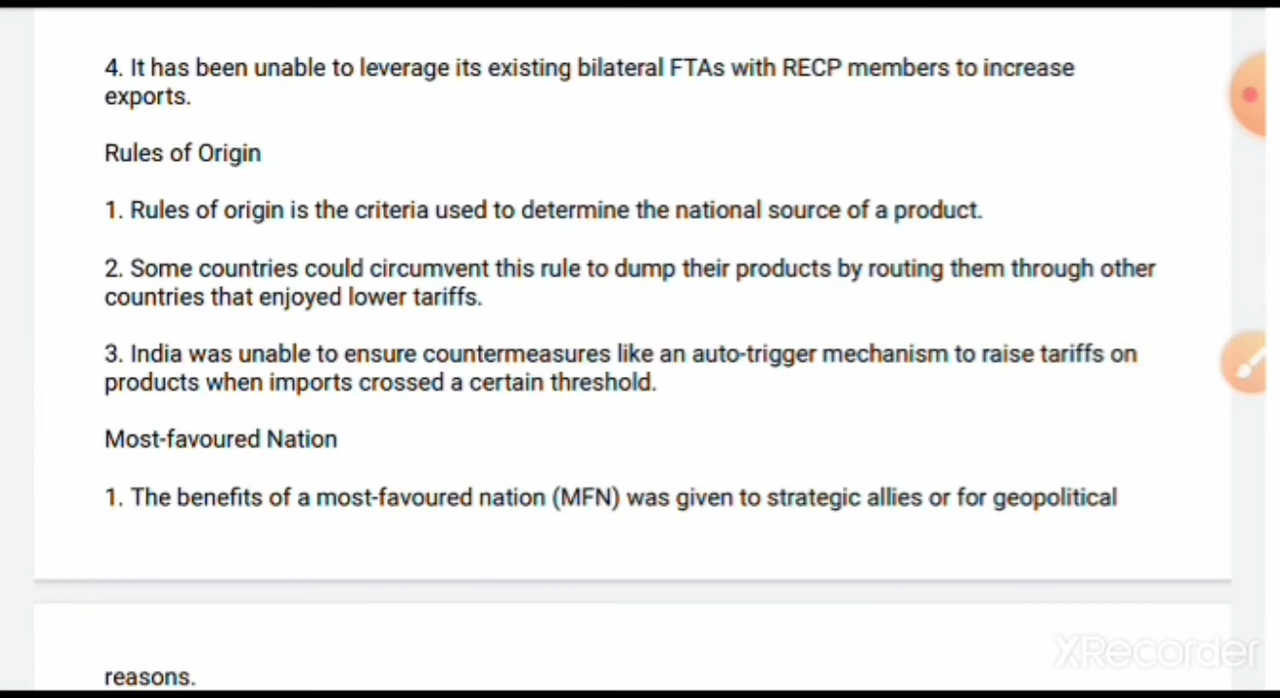 4. It has been unable to leverage its existing bilateral FTAs with RECP members to increase
exports.
Rules of Origin
1. Rules of origin is the criteria used to determine the national source of a product.
2. Some countries could circumvent this rule to dump their products by routing them through other
countries that enjoyed lower tariffs.
3. India was unable to ensure countermeasures like an auto-trigger mechanism to raise tariffs on
products when imports crossed a certain threshold.
Most-favoured Nation
1. The benefits of a most-favoured nation (MFN) was given to strategic allies or for geopolitical
reasons.
XRecorder